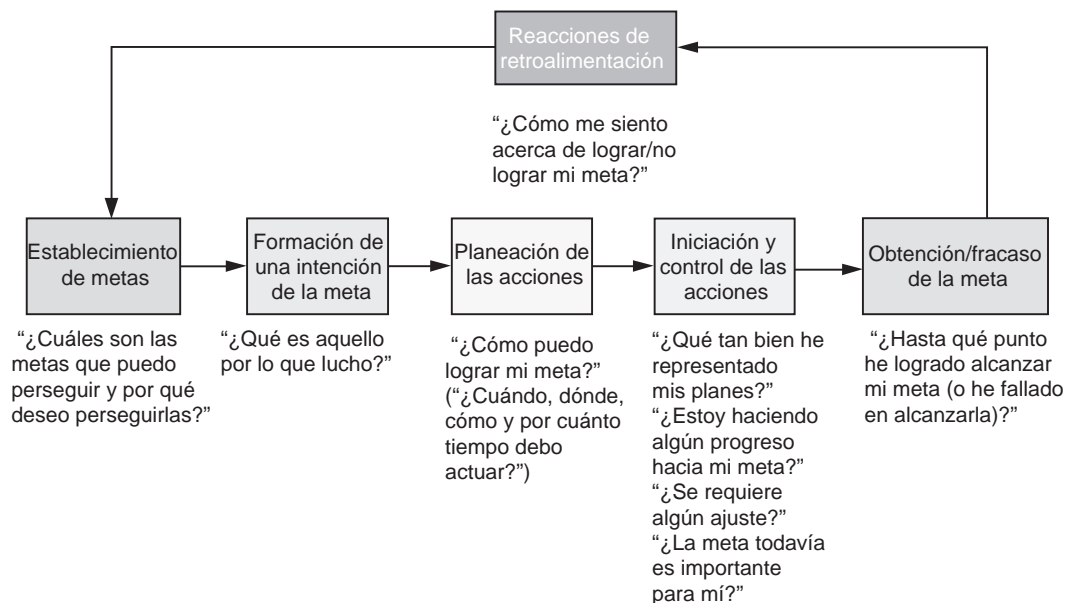 Reacciones de
retroalimentación
“¿Cómo me siento
acerca de lograr/no
lograr mi meta?”
Establecimiento
de metas
“¿Cuáles son las
metas que puedo
perseguir y por qué
deseo perseguirlas?”
Formación de
una intención
de la meta
“¿Qué es aquello
por lo que lucho?”
Planeación de
las acciones
“¿Cómo puedo
lograr mi meta?”
(“¿Cuándo, dónde,
cómo y por cuánto
tiempo debo
actuar?”)
Iniciación y
control de las
acciones
“¿Qué tan bien he
representado
mis planes?”
“¿Estoy haciendo
algún progreso
hacia mi meta?”
“¿Se requiere
algún ajuste?”
“¿La meta todavía
es importante
para mí?”
Obtención/fracaso
de la meta
“¿Hasta qué punto
he logrado alcanzar
mi meta (o he fallado
en alcanzarla)?”